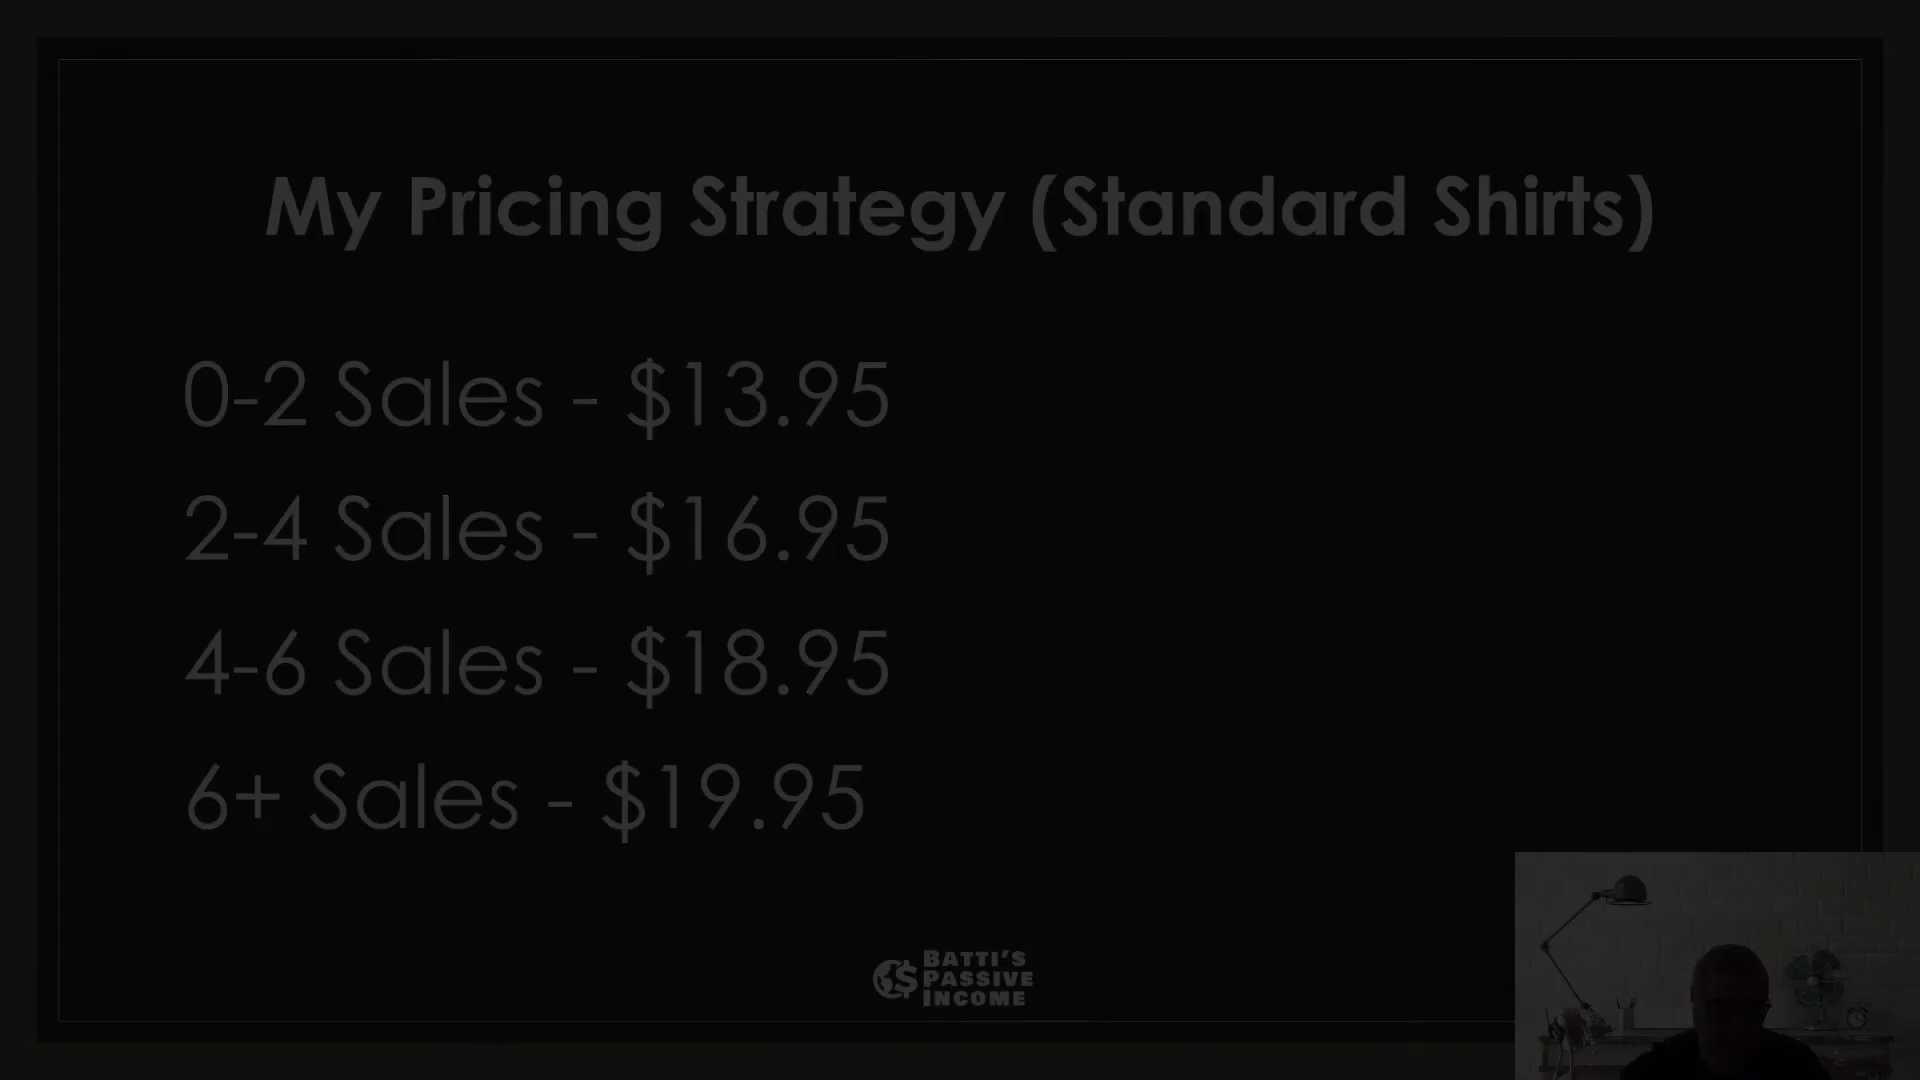 My Pricing Strategy (Standard Shirts)
0-2 Sales - $13.95
2-4 Sales - $16.95
4-6 Sales - $18.95
6+ Sales - $19.95
BATTI'S
PASSIVE
INCOME